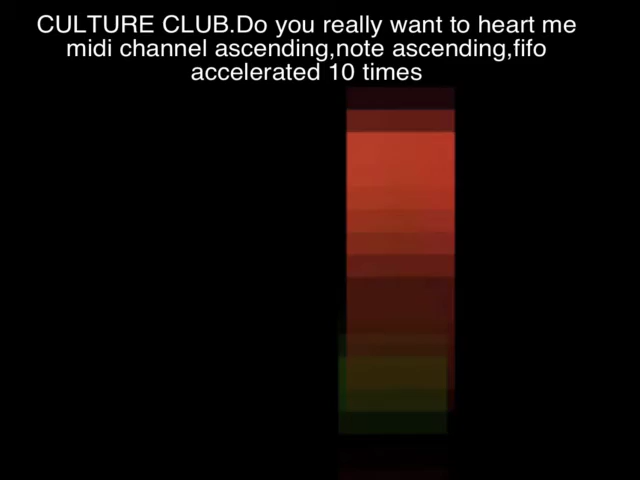 CULTURE CLUB.Do you really want to heart me
midi channel ascending,note ascending,fifo
accelerated 10 times